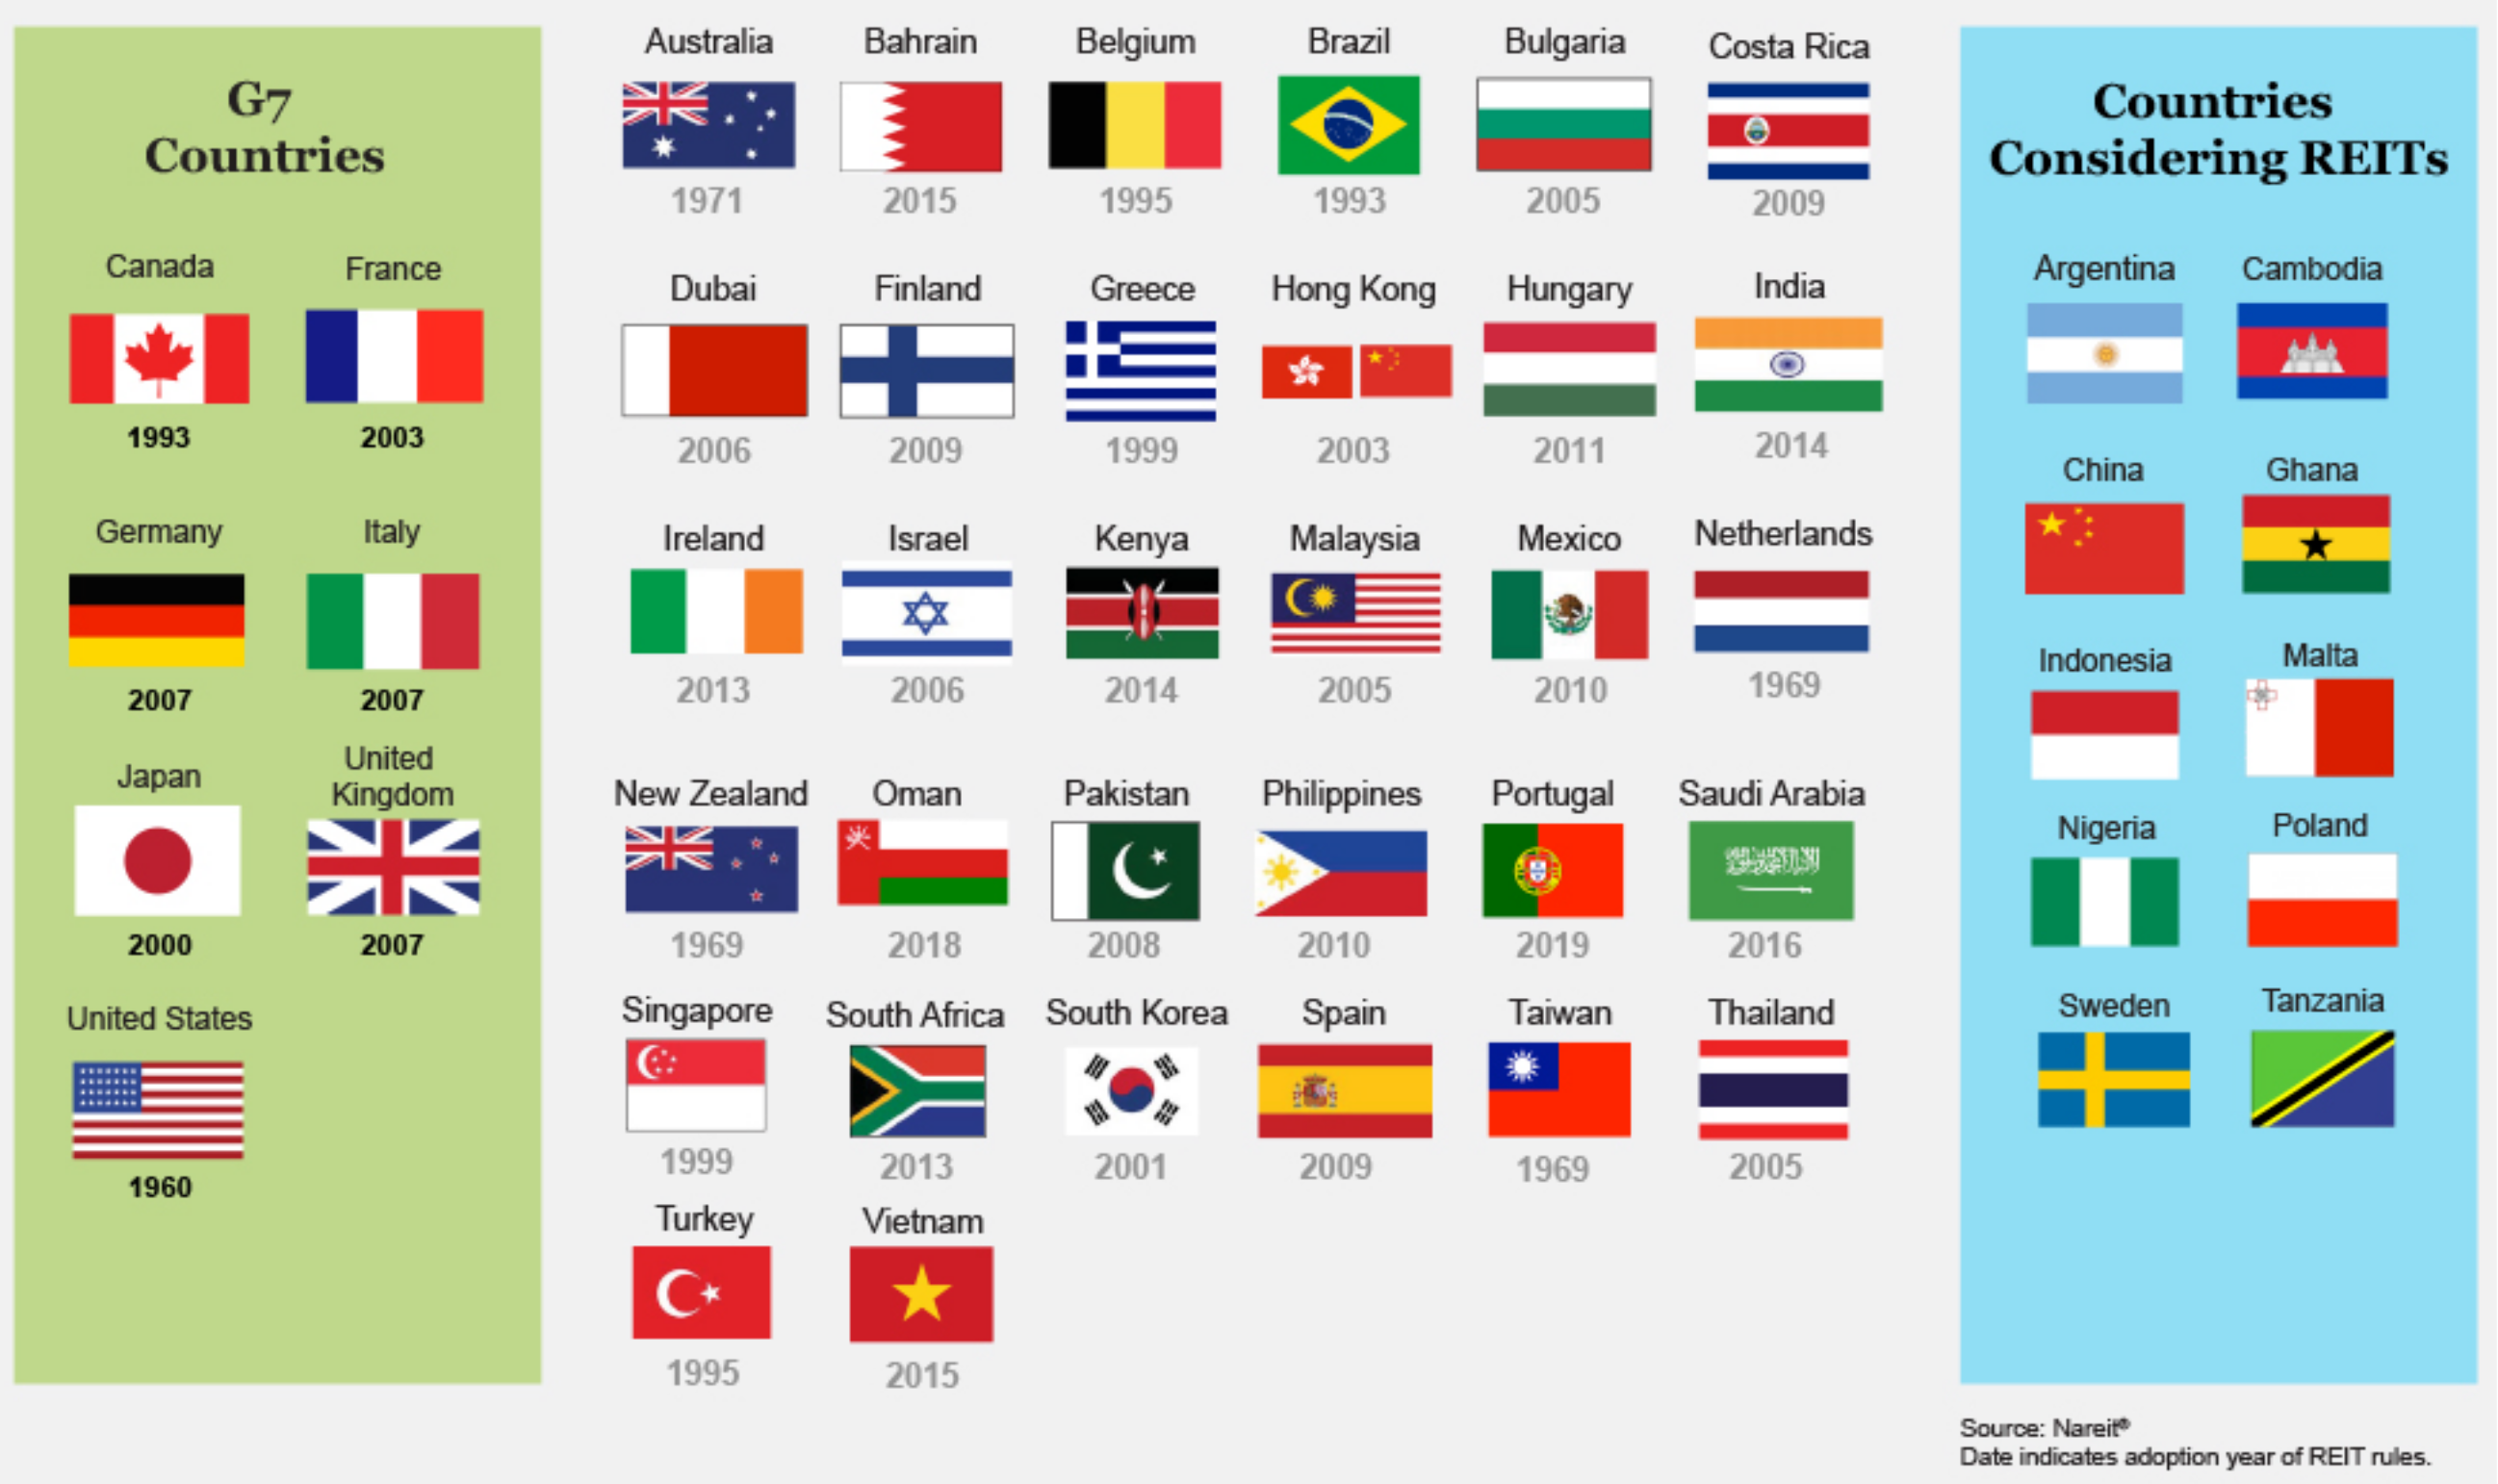 G7
Countries
Canada
France
1993
2003
Germany
Italy
2007
2007
Japan
United
Kingdom
2000
2007
United States
1960
Australia
Bahrain
Belgium
Brazil
Bulgaria
Costa Rica
1971
2015
1995
1993
2005
2009
Dubai
Finland
Greece
Hong Kong
Hungary
India
2006
2009
1999
2003
2011
2014
Ireland
Israel
Kenya
Malaysia
Mexico
Netherlands
2013
2006
2014
2005
2010
1969
New Zealand
Oman
Pakistan
Philippines
Portugal
Saudi Arabia
1969
2018
2008
2010
2019
2016
Singapore
South Africa
South Korea
Spain
Taiwan
Thailand
1999
2013
2001
2009
1969
2005
Turkey
Vietnam
1995
2015
Countries
Considering REITs
Argentina
Cambodia
China
Ghana
Indonesia
Malta
Nigeria
Poland
Sweden
Tanzania
Source: Nareit®
Date indicates adoption year of REIT rules.